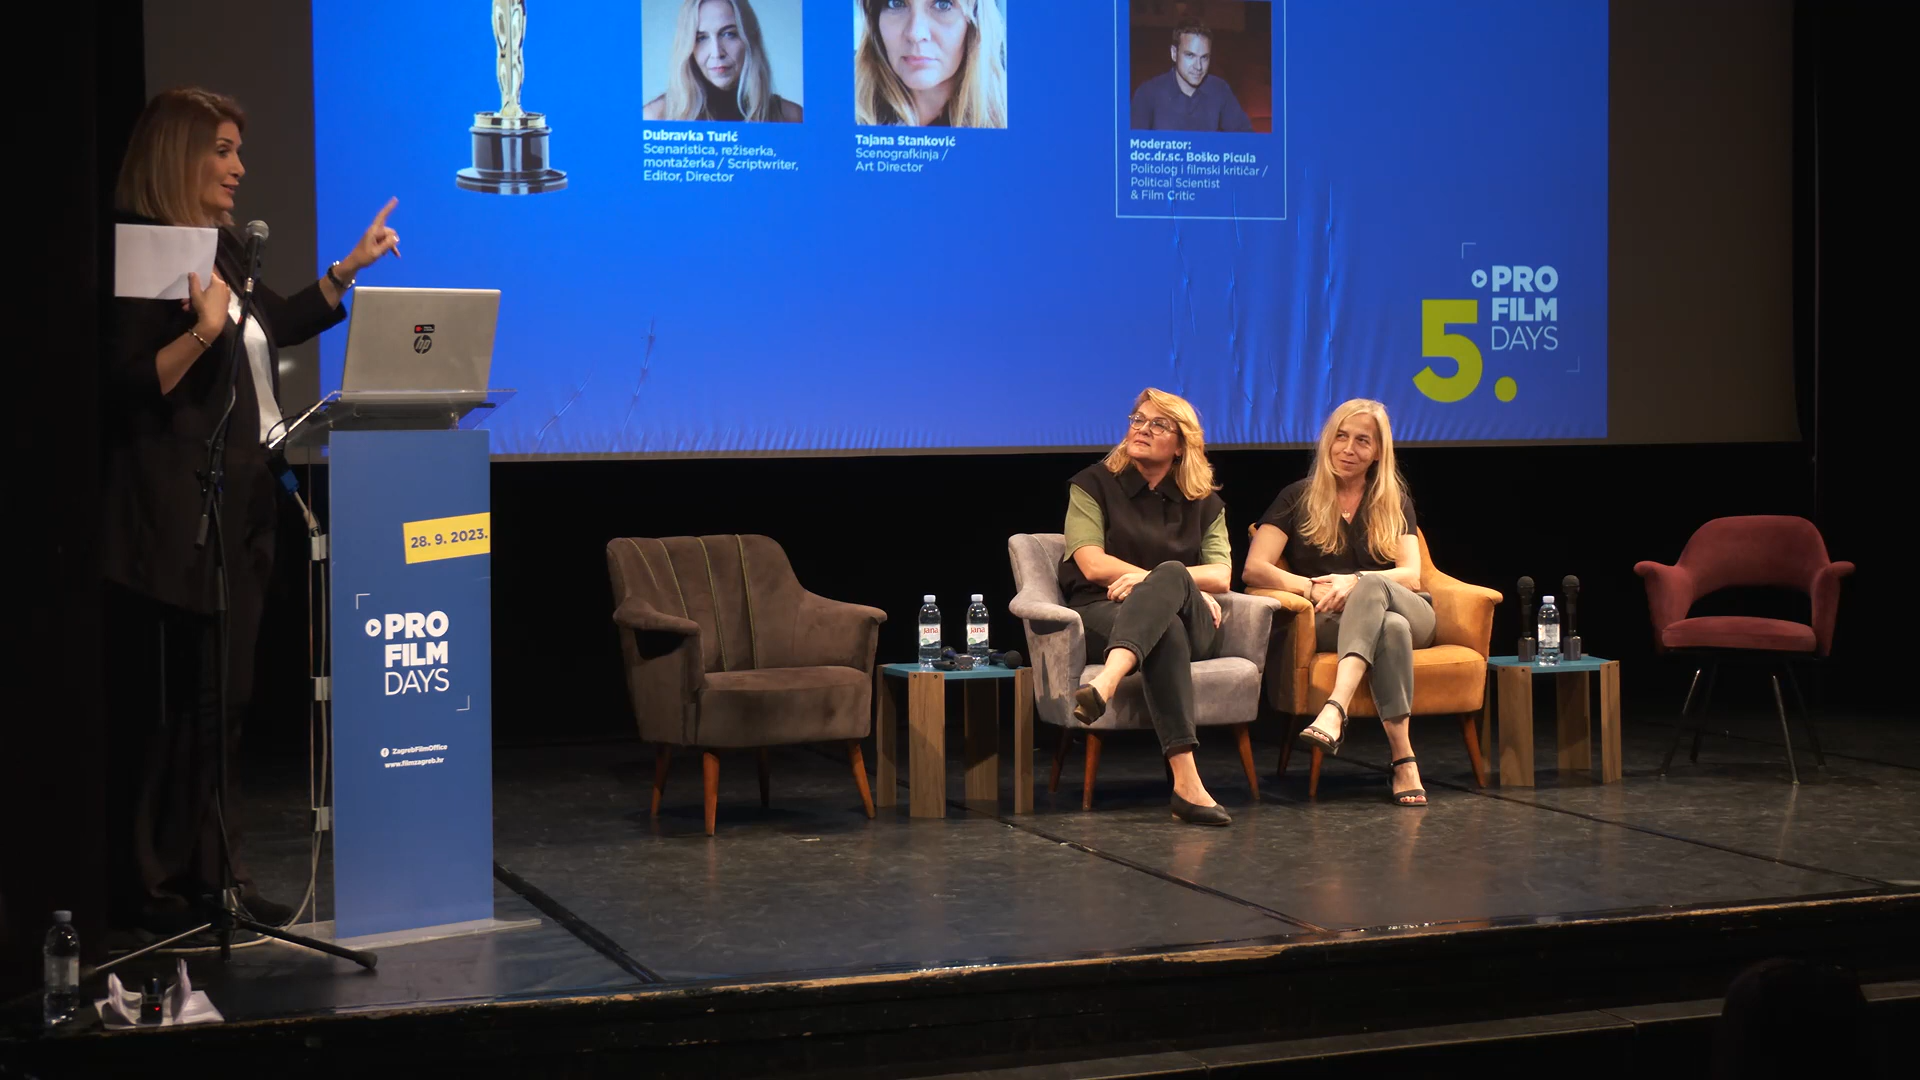 Dubravka Turić
Scenaristica, režiserka,
montažerka / Scriptwriter,
Editor, Director
Tajana Stanković
Scenografkinja /
Art Director
Moderator:
doc.dr.sc. Boško Picula
Politolog i filmski kritičar /
Political Scientist
& Film Critic
5.
PRO
FILM
DAYS
hp
28. 9. 2023.
PRO
FILM
DAYS
ZagrebFilmOffice
www.filmzagreb.hr
jana
jana